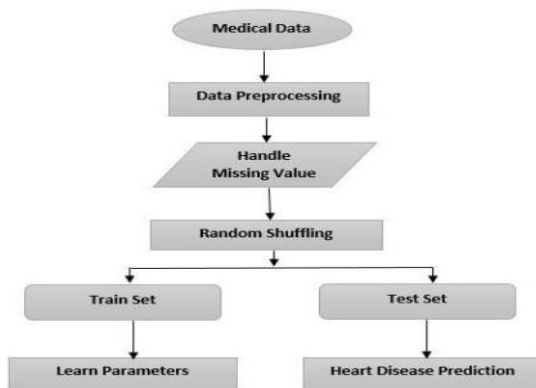 Medical Data
Data Preprocessing
Handle
Missing Value
Random Shuffling
Train Set
Test Set
Learn Parameters
Heart Disease Prediction